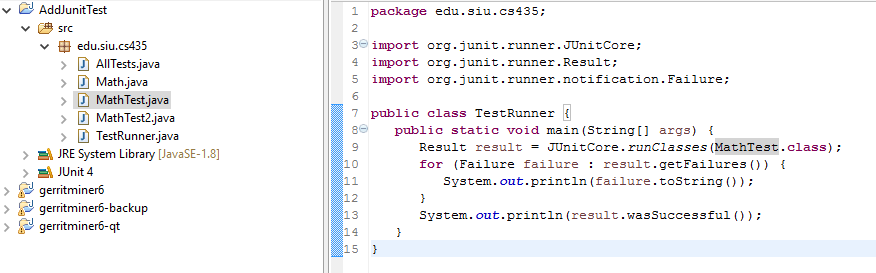 AddJunitTest
src
edu.siu.cs435
AllTests.java
Math.java
MathTest.java
MathTest2.java
TestRunner.java
JRE System Library [JavaSE-1.8]
JUnit 4
gerritminer6
gerritminer6-backup
gerritminer6-qt
1 package edu.siu.cs435;
2
3 import org.junit.runner.JUnitCore;
4 import org.junit.runner.Result;
5 import org.junit.runner.notification.Failure;
6
7 public class TestRunner {
8 public static void main(String[] args) {
9 Result result = JUnitCore.runClasses(MathTest.class);
10 for (Failure failure : result.getFailures()) {
11 System.out.println(failure.toString());
12 }
13 System.out.println(result.wasSuccessful());
14 }
15 }